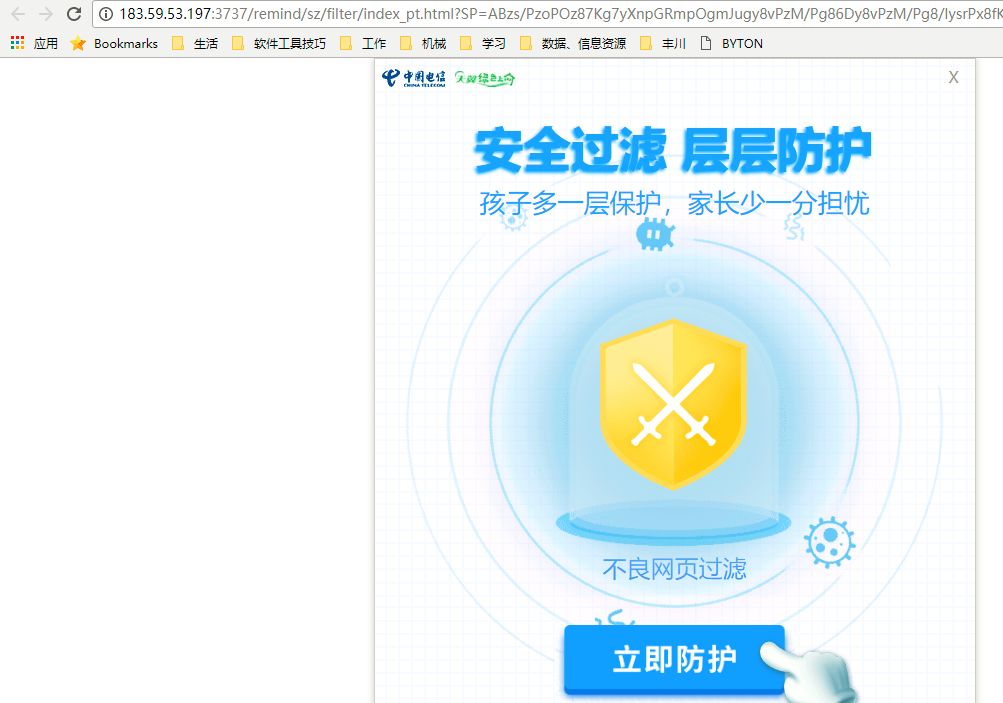 183.59.53.197:3737/remind/sz/filter/index_pt.html?SP=ABzs/PzoPOz87Kg7yXnpGRmpOgmJugy8vPzM/Pg86Dy8vPzM/Pg8/IysrPx8fK
应用 Bookmarks 生活 软件工具技巧 工作 机械 学习 数据、信息资源 丰川 BYTON
中国电信 CHINA TELECOM 天翼绿色上网 X
安全过滤 层层防护
孩子多一层保护，家长少一分担忧
不良网页过滤
立即防护